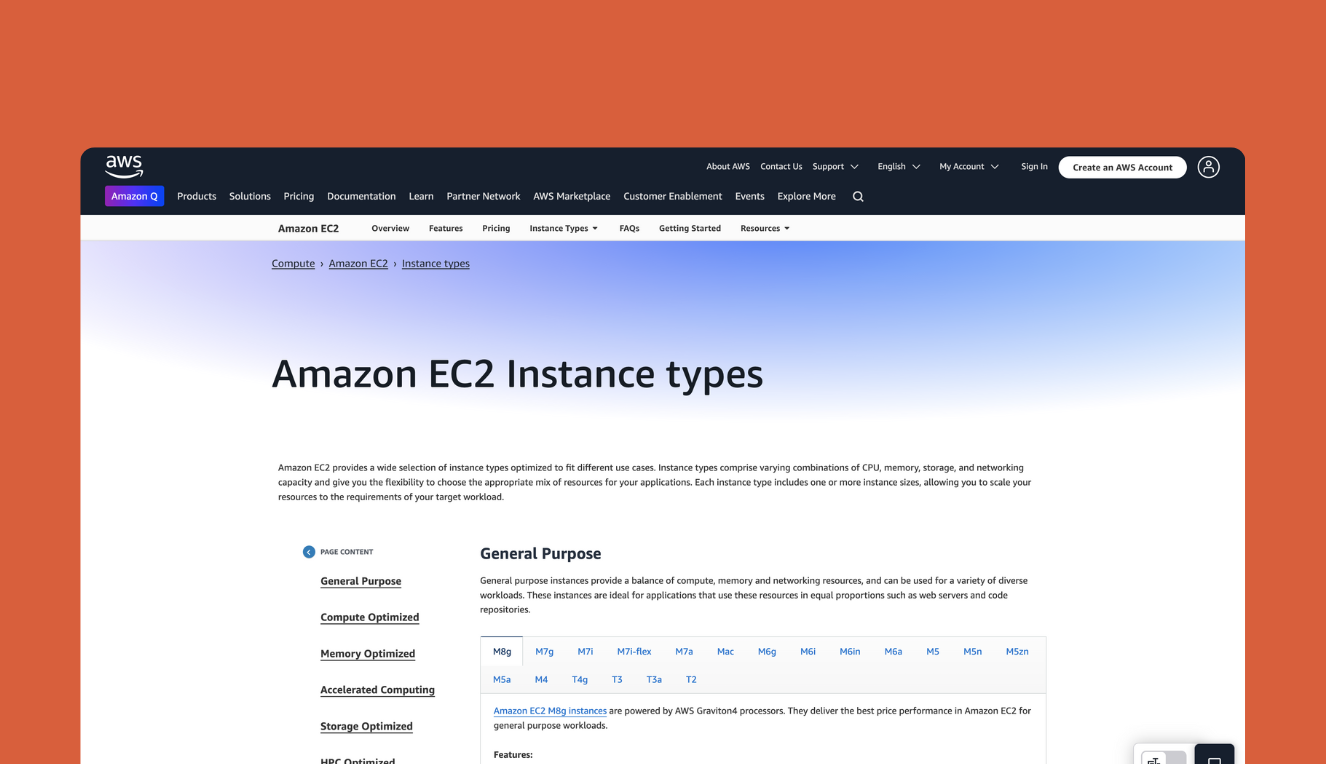 aws
About AWS Contact Us Support English My Account Sign In Create an AWS Account
Amazon Q Products Solutions Pricing Documentation Learn Partner Network AWS Marketplace Customer Enablement Events Explore More
Amazon EC2 Overview Features Pricing Instance Types FAQs Getting Started Resources
Compute › Amazon EC2 › Instance types
Amazon EC2 Instance types
Amazon EC2 provides a wide selection of instance types optimized to fit different use cases. Instance types comprise varying combinations of CPU, memory, storage, and networking
capacity and give you the flexibility to choose the appropriate mix of resources for your applications. Each instance type includes one or more instance sizes, allowing you to scale your
resources to the requirements of your target workload.
PAGE CONTENT
General Purpose
Compute Optimized
Memory Optimized
Accelerated Computing
Storage Optimized
HPC Optimized
General Purpose
General purpose instances provide a balance of compute, memory and networking resources, and can be used for a variety of diverse
workloads. These instances are ideal for applications that use these resources in equal proportions such as web servers and code
repositories.
M8g M7g M7i M7i-flex M7a Mac M6g M6i M6in M6a M5 M5n M5zn
M5a M4 T4g T3 T3a T2
Amazon EC2 M8g instances are powered by AWS Graviton4 processors. They deliver the best price performance in Amazon EC2 for
general purpose workloads.
Features: